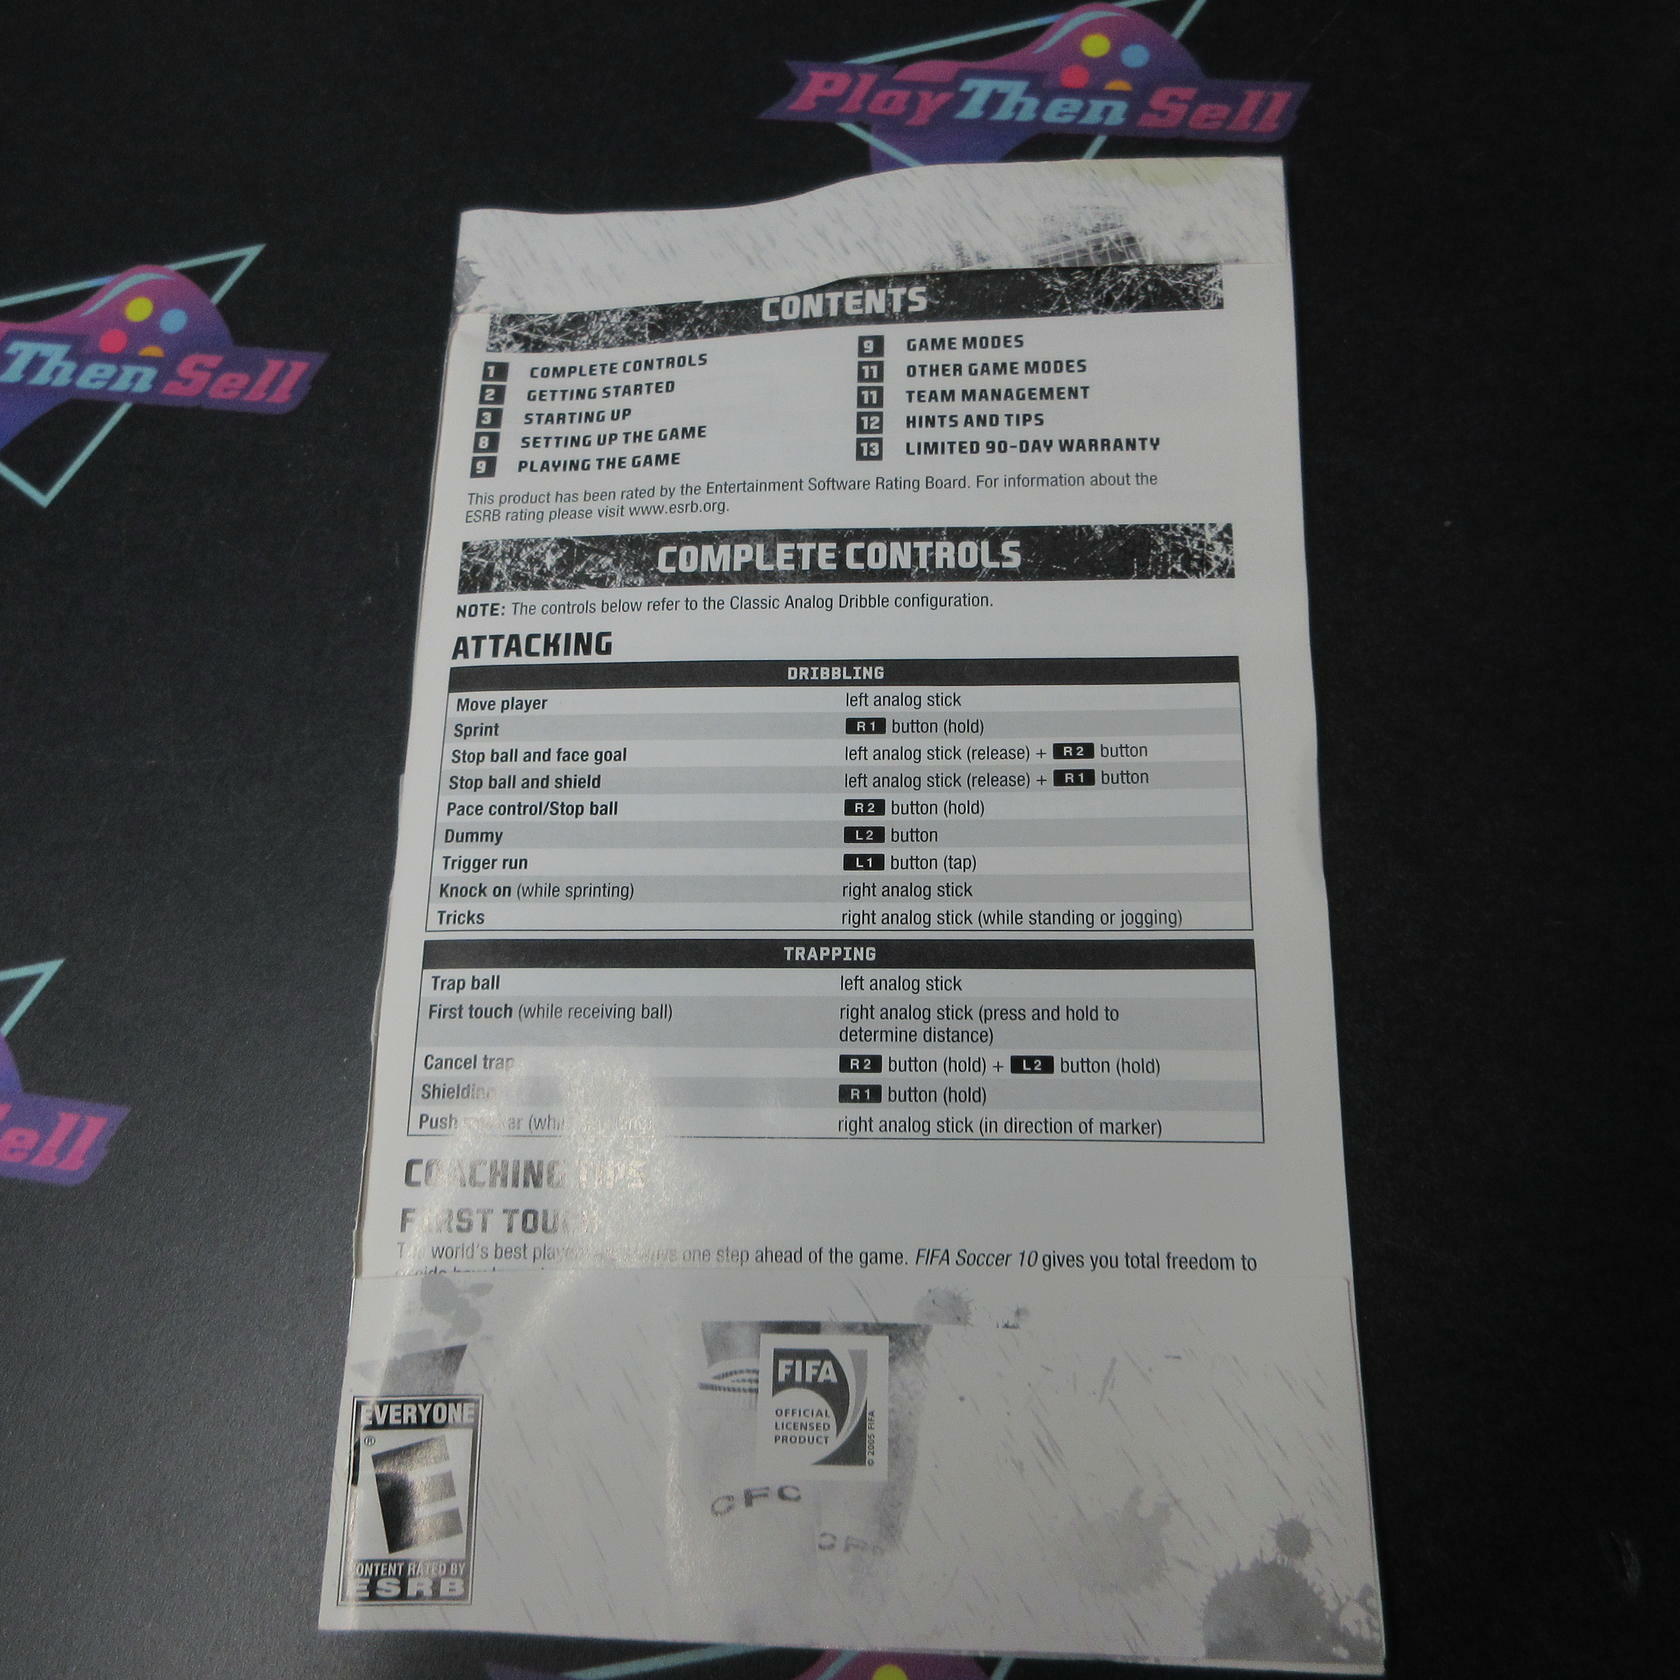 Play Then Sell
Then Sell
ell
CONTENTS
1 COMPLETE CONTROLS
2 GETTING STARTED
3 STARTING UP
8 SETTING UP THE GAME
9 PLAYING THE GAME
9 GAME MODES
11 OTHER GAME MODES
11 TEAM MANAGEMENT
12 HINTS AND TIPS
13 LIMITED 90-DAY WARRANTY
This product has been rated by the Entertainment Software Rating Board. For information about the
ESRB rating please visit www.esrb.org.
COMPLETE CONTROLS
NOTE: The controls below refer to the Classic Analog Dribble configuration.
ATTACKING
DRIBBLING
Move player left analog stick
Sprint R1 button (hold)
Stop ball and face goal left analog stick (release) + R2 button
Stop ball and shield left analog stick (release) + R1 button
Pace control/Stop ball R2 button (hold)
Dummy L2 button
Trigger run L1 button (tap)
Knock on (while sprinting) right analog stick
Tricks right analog stick (while standing or jogging)
TRAPPING
Trap ball left analog stick
First touch (while receiving ball) right analog stick (press and hold to
determine distance)
Cancel trap R2 button (hold) + L2 button (hold)
Shielding R1 button (hold)
Push right analog stick (in direction of marker)
COACHING TIPS
FIRST TOUCH
world's best one step ahead of the game. FIFA Soccer 10 gives you total freedom to
FIFA
OFFICIAL
LICENSED
PRODUCT
© 2005 FIFA
CFC
EVERYONE
®
E
CONTENT RATED BY
ESRB